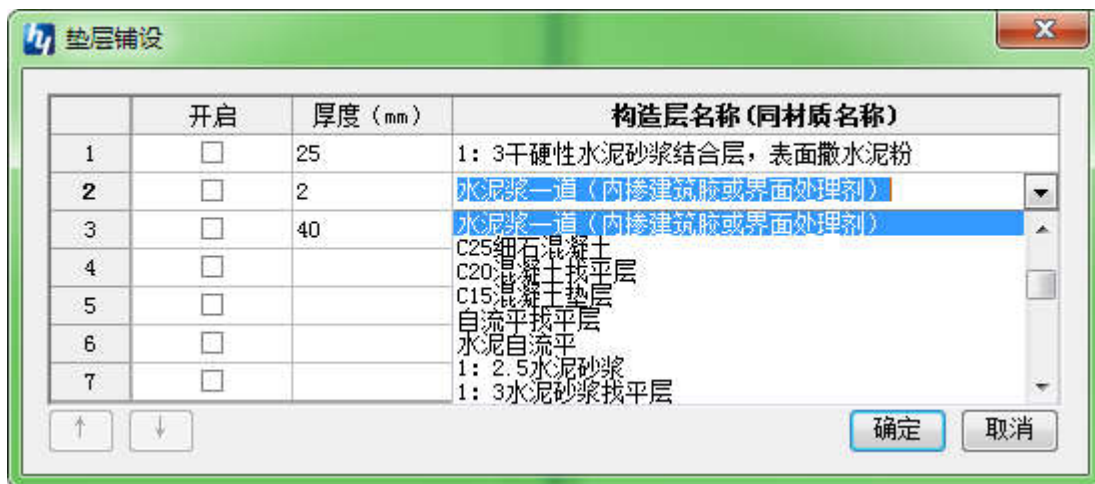 hy 垫层铺设
开启 厚度（mm） 构造层名称(同材质名称)
1 25 1：3干硬性水泥砂浆结合层，表面撒水泥粉
2 2 水泥浆一道（内掺建筑胶或界面处理剂）
3 40 水泥浆一道（内掺建筑胶或界面处理剂）
C25细石混凝土
4 C20混凝土找平层
C15混凝土垫层
5 自流平找平层
6 水泥自流平
1：2.5水泥砂浆
7 1：3水泥砂浆找平层
↑ ↓ 确定 取消